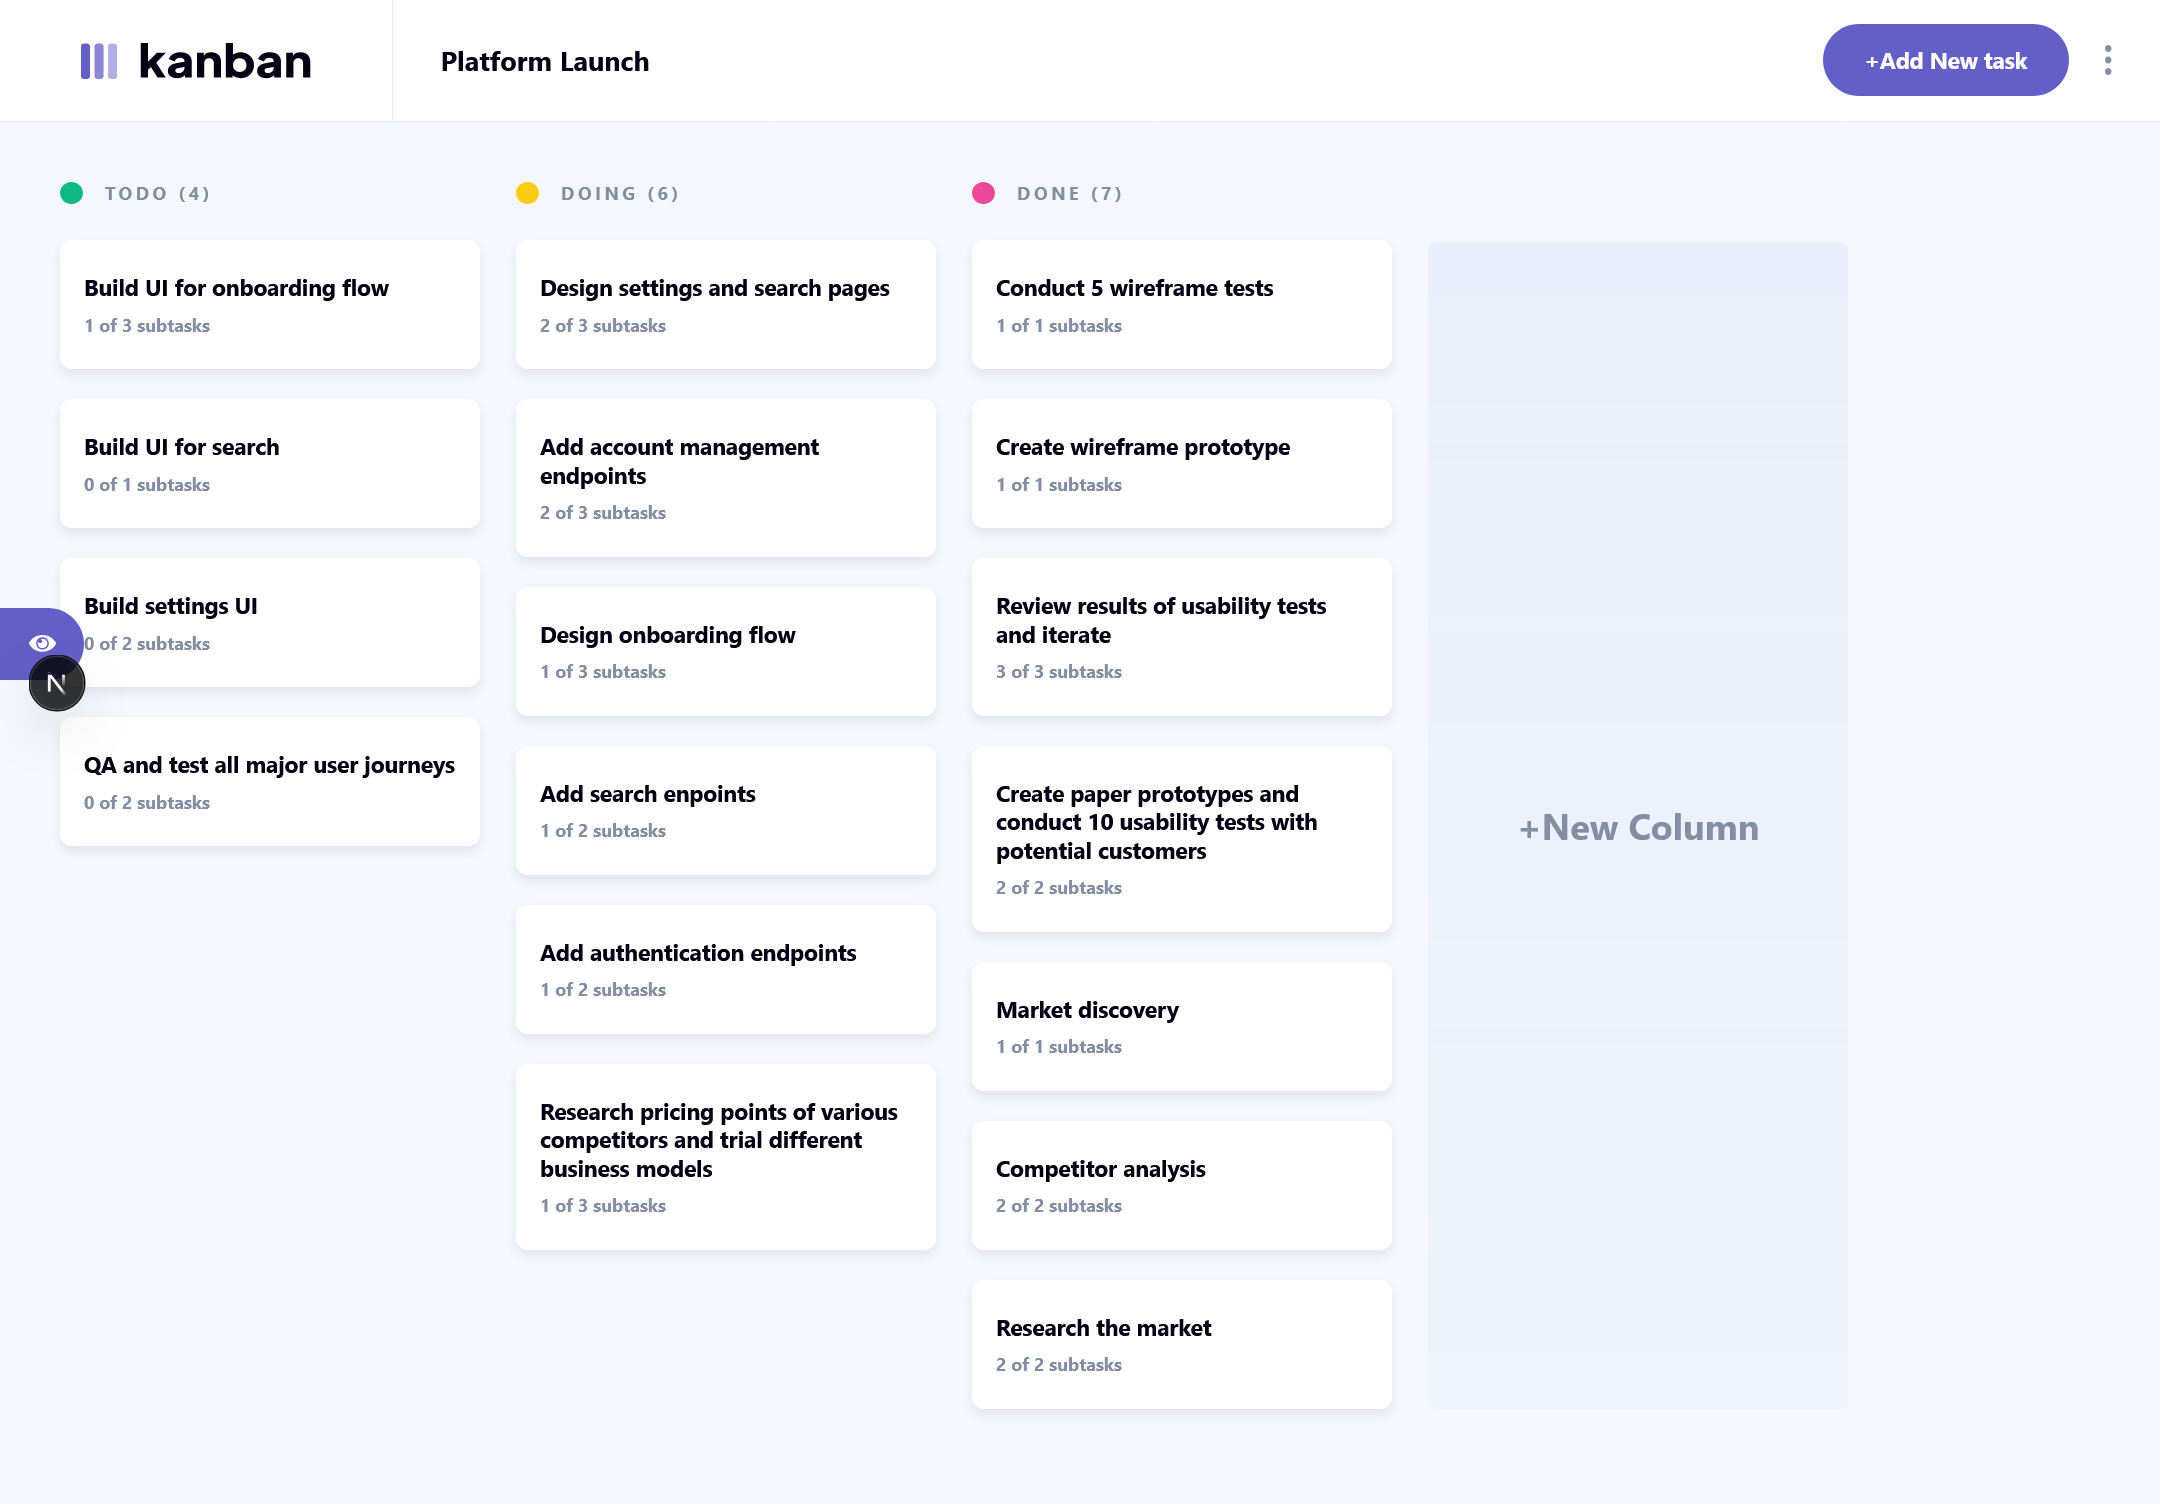 kanban
Platform Launch
+Add New task
TODO (4)
Build UI for onboarding flow
1 of 3 subtasks
Build UI for search
0 of 1 subtasks
Build settings UI
0 of 2 subtasks
N
QA and test all major user journeys
0 of 2 subtasks
DOING (6)
Design settings and search pages
2 of 3 subtasks
Add account management
endpoints
2 of 3 subtasks
Design onboarding flow
1 of 3 subtasks
Add search enpoints
1 of 2 subtasks
Add authentication endpoints
1 of 2 subtasks
Research pricing points of various
competitors and trial different
business models
1 of 3 subtasks
DONE (7)
Conduct 5 wireframe tests
1 of 1 subtasks
Create wireframe prototype
1 of 1 subtasks
Review results of usability tests
and iterate
3 of 3 subtasks
Create paper prototypes and
conduct 10 usability tests with
potential customers
2 of 2 subtasks
Market discovery
1 of 1 subtasks
Competitor analysis
2 of 2 subtasks
Research the market
2 of 2 subtasks
+New Column